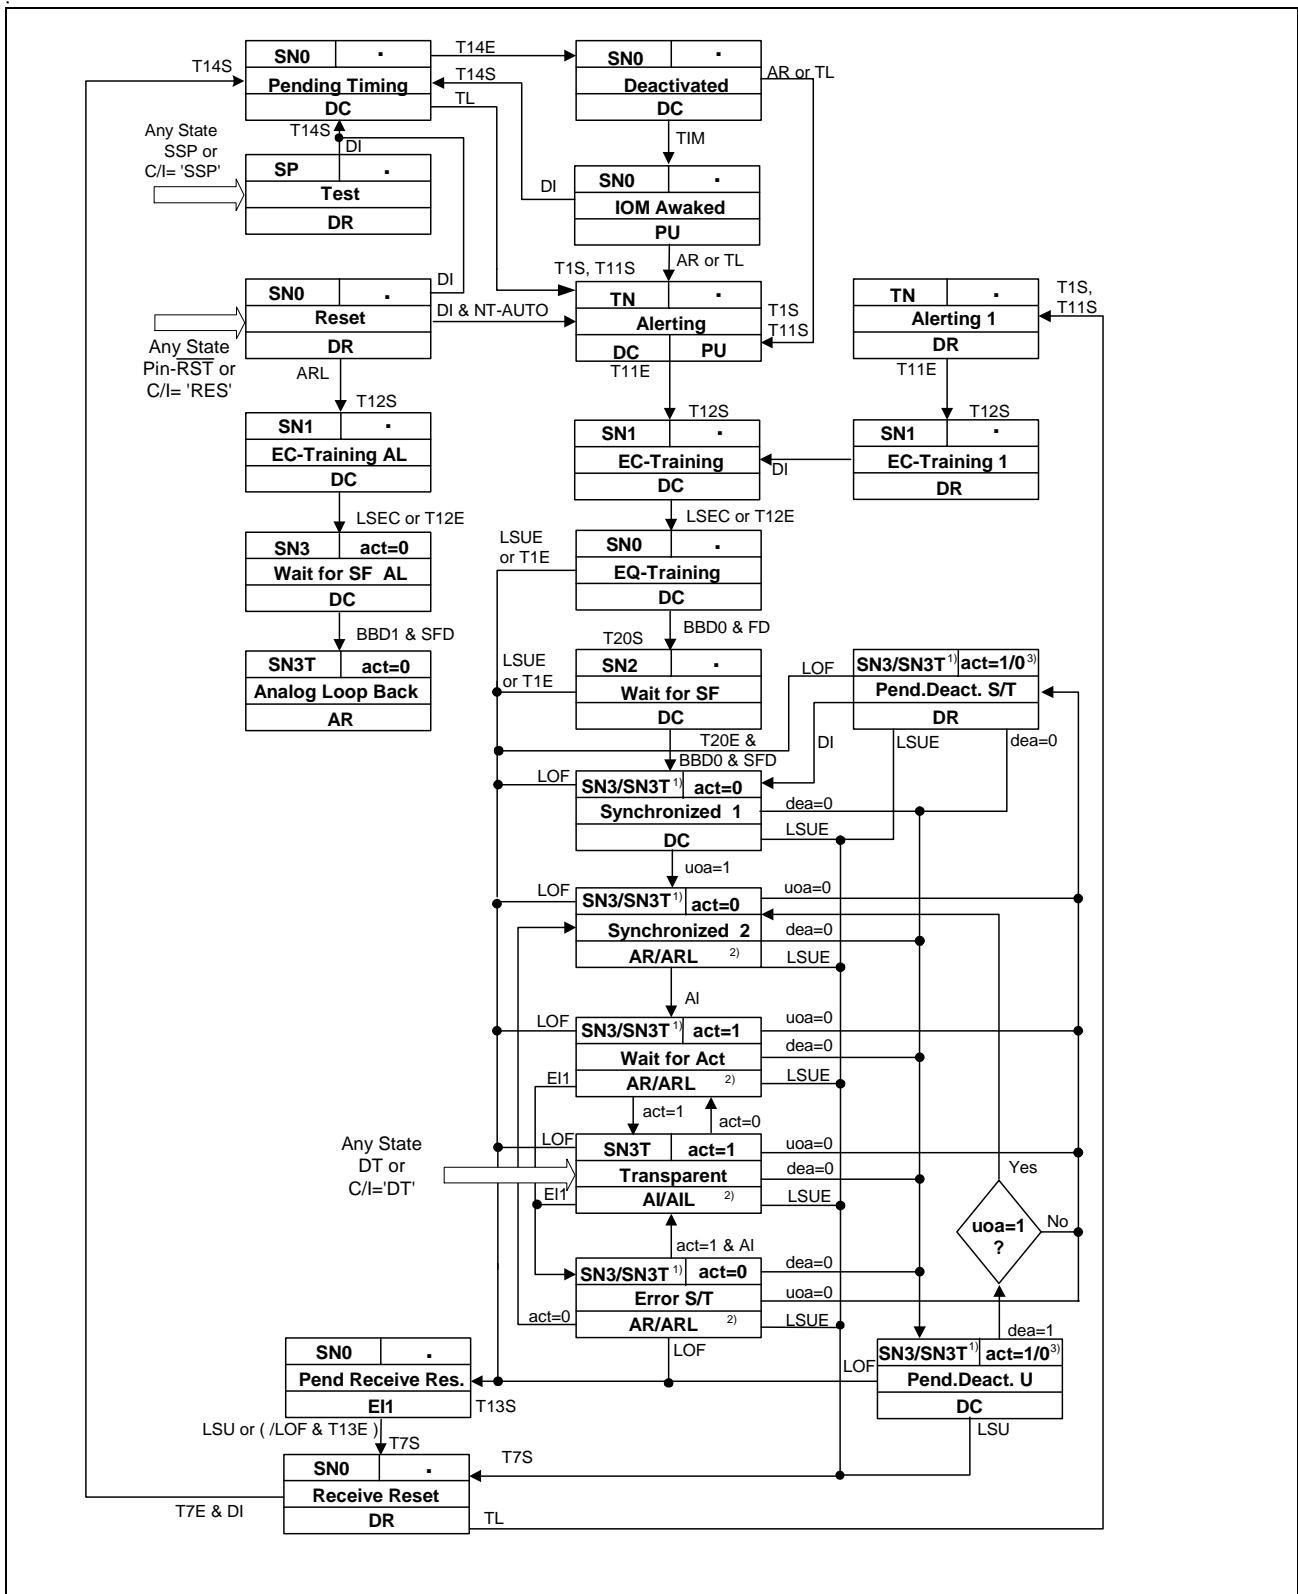 .
SN0 .
Pending Timing
DC
T14S
T14E
T14S
TL
SN0 .
Deactivated
DC
AR or TL
TIM
Any State
SSP or
C/I= 'SSP'
T14S
DI
SP .
Test
DR
DI
SN0 .
IOM Awaked
PU
AR or TL
T1S, T11S
DI
SN0 .
Reset
DR
DI & NT-AUTO
Any State
Pin-RST or
C/I= 'RES'
ARL
T12S
TN .
Alerting
DC PU
T1S
T11S
T11E
T12S
TN .
Alerting 1
DR
T1S,
T11S
T11E
T12S
SN1 .
EC-Training AL
DC
LSEC or T12E
SN1 .
EC-Training
DC
DI
SN1 .
EC-Training 1
DR
LSEC or T12E
SN3 act=0
Wait for SF AL
DC
BBD1 & SFD
LSUE
or T1E
SN0 .
EQ-Training
DC
BBD0 & FD
T20S
SN3T act=0
Analog Loop Back
AR
LSUE
or T1E
SN2 .
Wait for SF
DC
T20E &
BBD0 & SFD
LOF
SN3/SN3T 1) act=1/0 3)
Pend.Deact. S/T
DR
DI
LSUE
dea=0
LOF
SN3/SN3T 1) act=0
Synchronized 1
DC
dea=0
LSUE
uoa=1
LOF
SN3/SN3T 1) act=0
Synchronized 2
AR/ARL 2)
uoa=0
dea=0
LSUE
AI
LOF
SN3/SN3T 1) act=1
Wait for Act
AR/ARL 2)
uoa=0
dea=0
LSUE
EI1
act=1
act=0
Any State
DT or
C/I='DT'
LOF
SN3T act=1
Transparent
AI/AIL 2)
uoa=0
dea=0
LSUE
EI1
act=1 & AI
Yes
uoa=1
?
No
SN3/SN3T 1) act=0
Error S/T
AR/ARL 2)
dea=0
uoa=0
LSUE
act=0
LOF
dea=1
LOF
SN3/SN3T 1) act=1/0 3)
Pend.Deact. U
DC
LSU
SN0 .
Pend Receive Res.
EI1
T13S
LSU or ( /LOF & T13E )
T7S
T7S
SN0 .
Receive Reset
DR
T7E & DI
TL